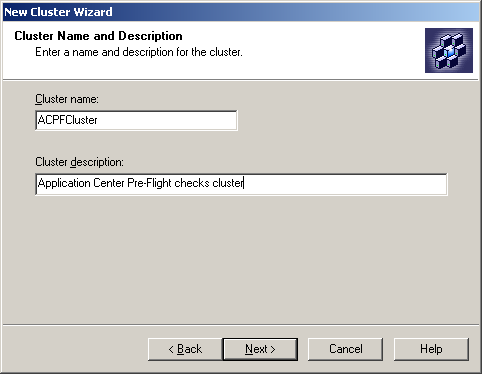 New Cluster Wizard
Cluster Name and Description
Enter a name and description for the cluster.
Cluster name:
ACPFCluster
Cluster description:
Application Center Pre-Flight checks cluster
< Back
Next >
Cancel
Help